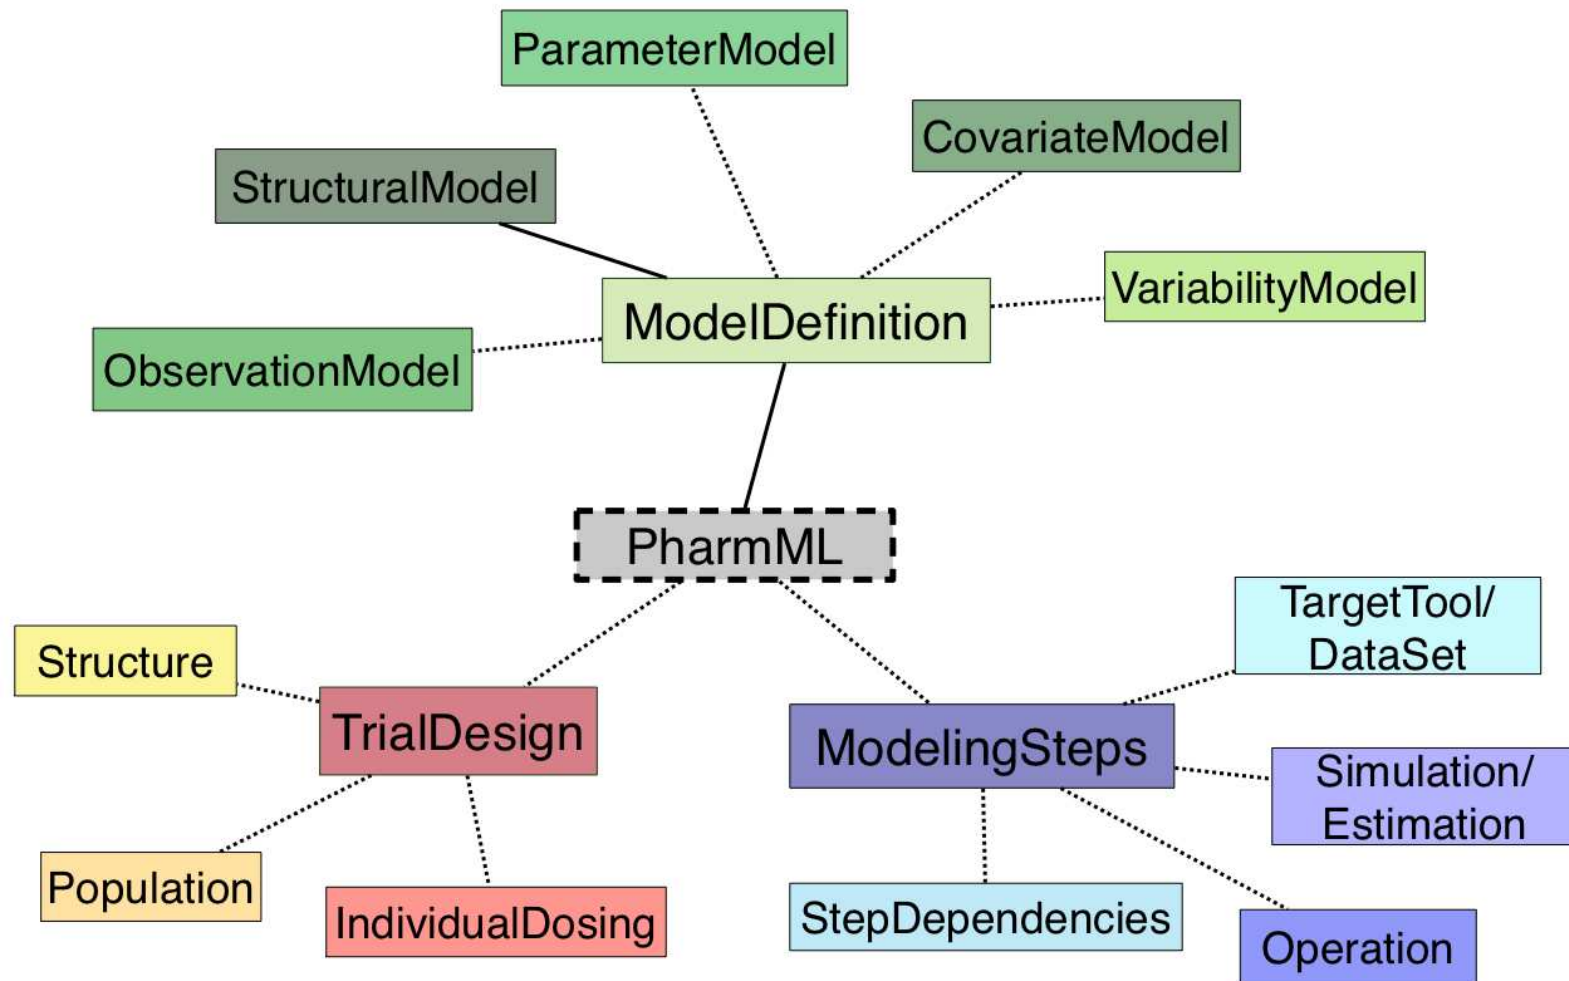 ParameterModel
CovariateModel
StructuralModel
VariabilityModel
ModelDefinition
ObservationModel
PharmML
TargetTool/
DataSet
Structure
TrialDesign
ModelingSteps
Simulation/
Estimation
Population
IndividualDosing
StepDependencies
Operation